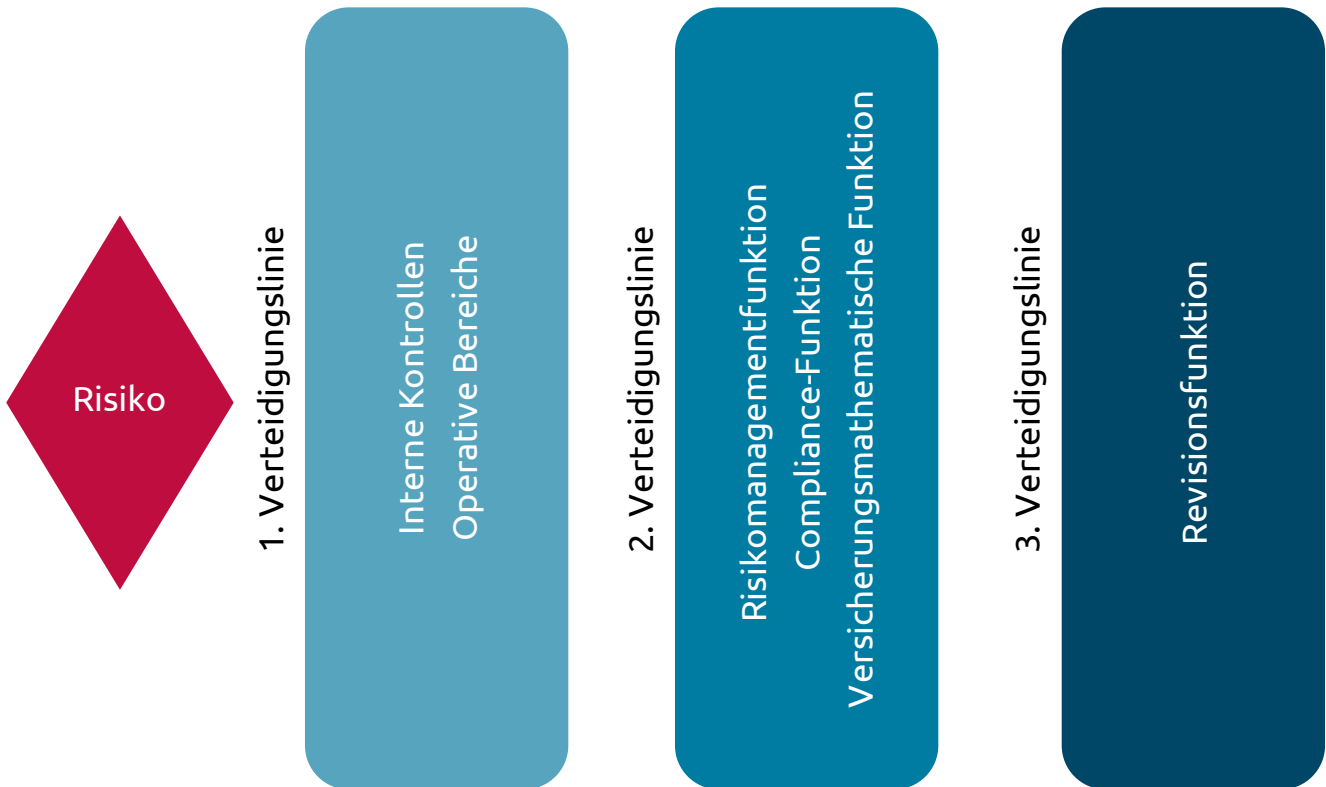 Risiko
1. Verteidigungslinie
Interne Kontrollen
Operative Bereiche
2. Verteidigungslinie
Risikomanagementfunktion
Compliance-Funktion
Versicherungsmathematische Funktion
3. Verteidigungslinie
Revisionsfunktion